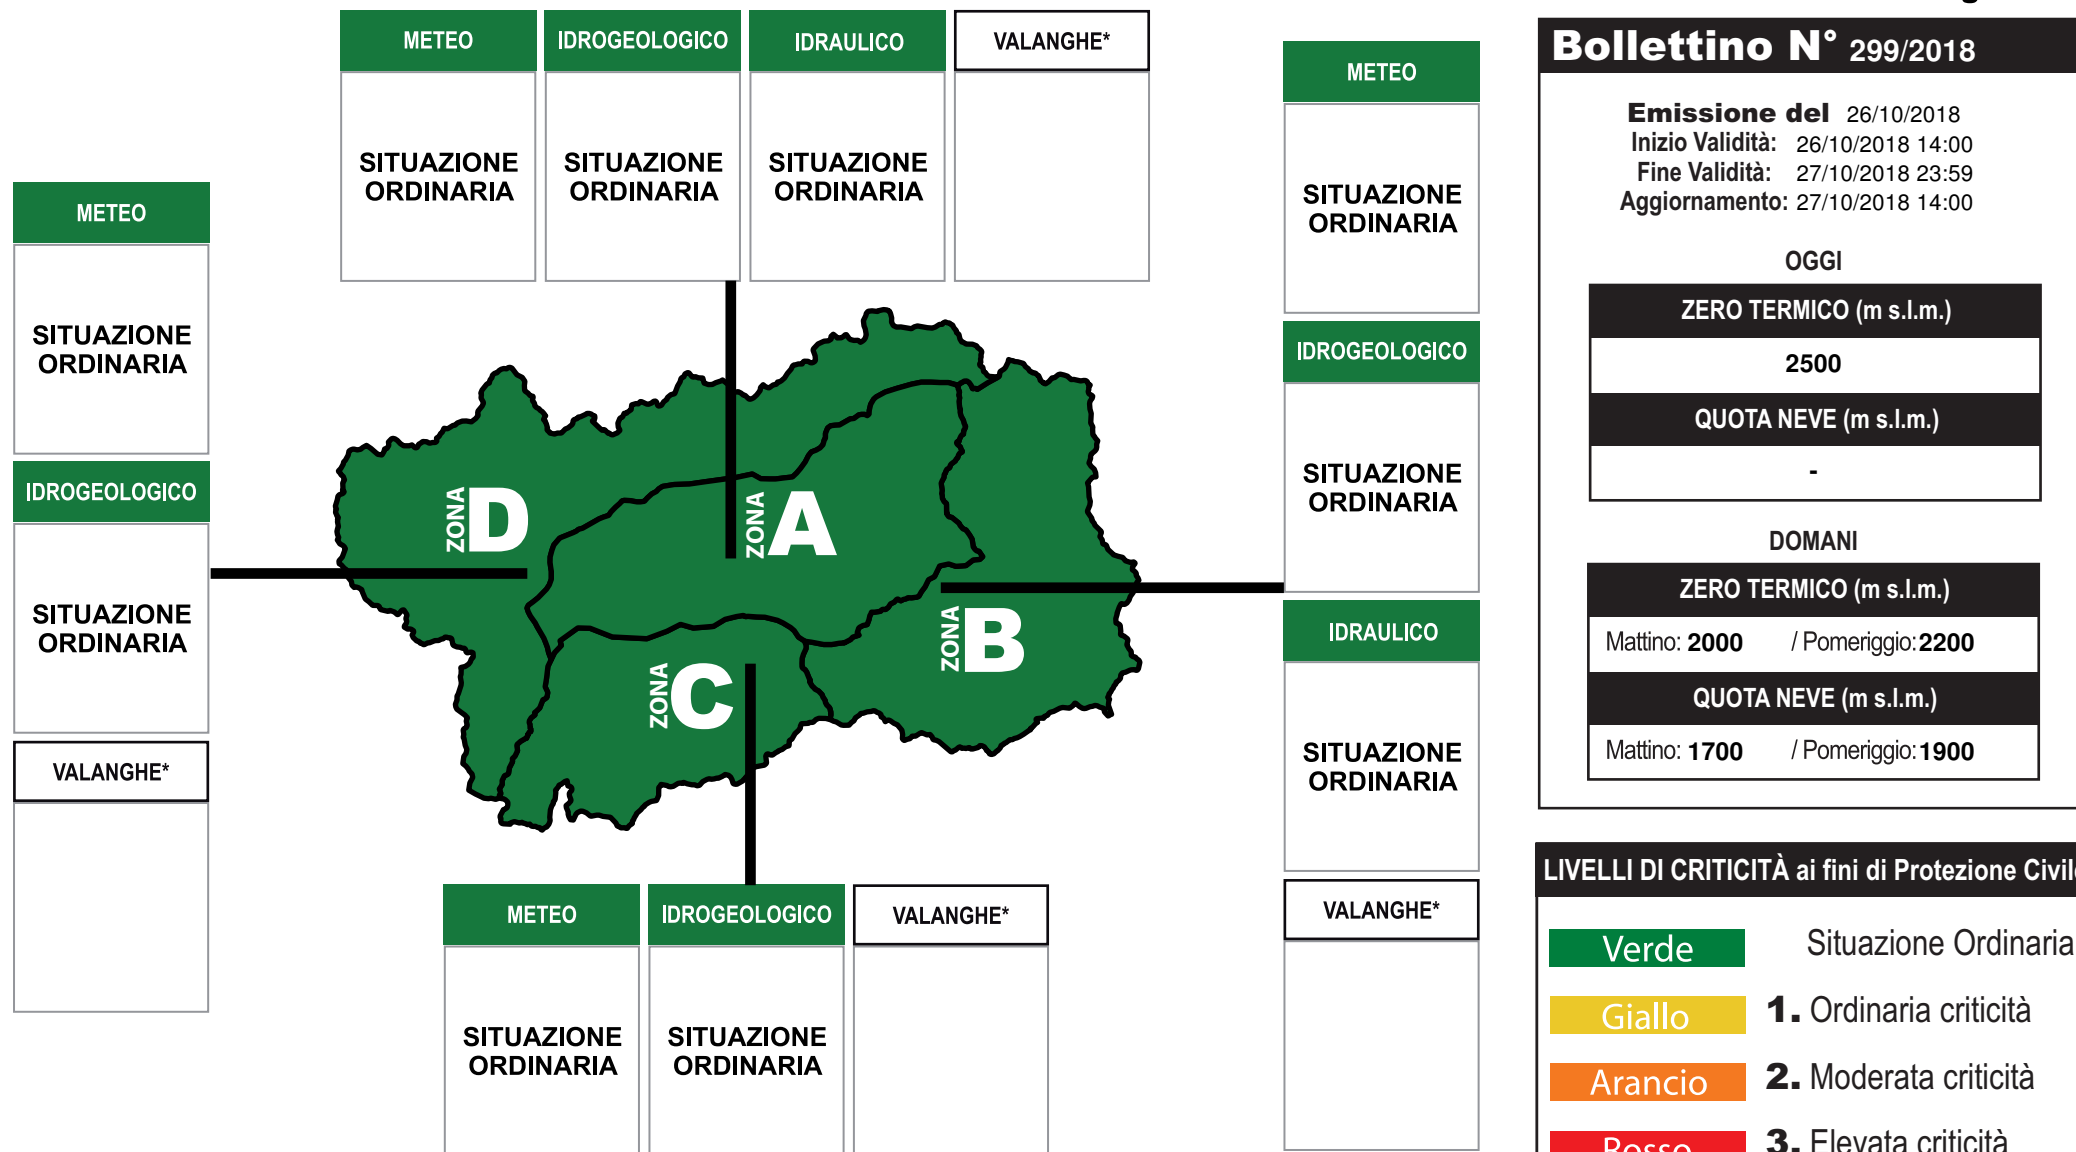 METEO
IDROGEOLOGICO
IDRAULICO
VALANGHE*
SITUAZIONE
ORDINARIA
SITUAZIONE
ORDINARIA
SITUAZIONE
ORDINARIA
METEO
SITUAZIONE
ORDINARIA
IDROGEOLOGICO
SITUAZIONE
ORDINARIA
VALANGHE*
ZONA D
ZONA A
ZONA B
ZONA C
METEO
SITUAZIONE
ORDINARIA
IDROGEOLOGICO
SITUAZIONE
ORDINARIA
IDRAULICO
SITUAZIONE
ORDINARIA
VALANGHE*
METEO
IDROGEOLOGICO
VALANGHE*
SITUAZIONE
ORDINARIA
SITUAZIONE
ORDINARIA
Bollettino N° 299/2018
Emissione del 26/10/2018
Inizio Validità: 26/10/2018 14:00
Fine Validità: 27/10/2018 23:59
Aggiornamento: 27/10/2018 14:00
OGGI
ZERO TERMICO (m s.l.m.)
2500
QUOTA NEVE (m s.l.m.)
-
DOMANI
ZERO TERMICO (m s.l.m.)
Mattino: 2000 / Pomeriggio: 2200
QUOTA NEVE (m s.l.m.)
Mattino: 1700 / Pomeriggio: 1900
LIVELLI DI CRITICITÀ ai fini di Protezione Civile
Verde Situazione Ordinaria
Giallo 1. Ordinaria criticità
Arancio 2. Moderata criticità
Rosso 3. Elevata criticità